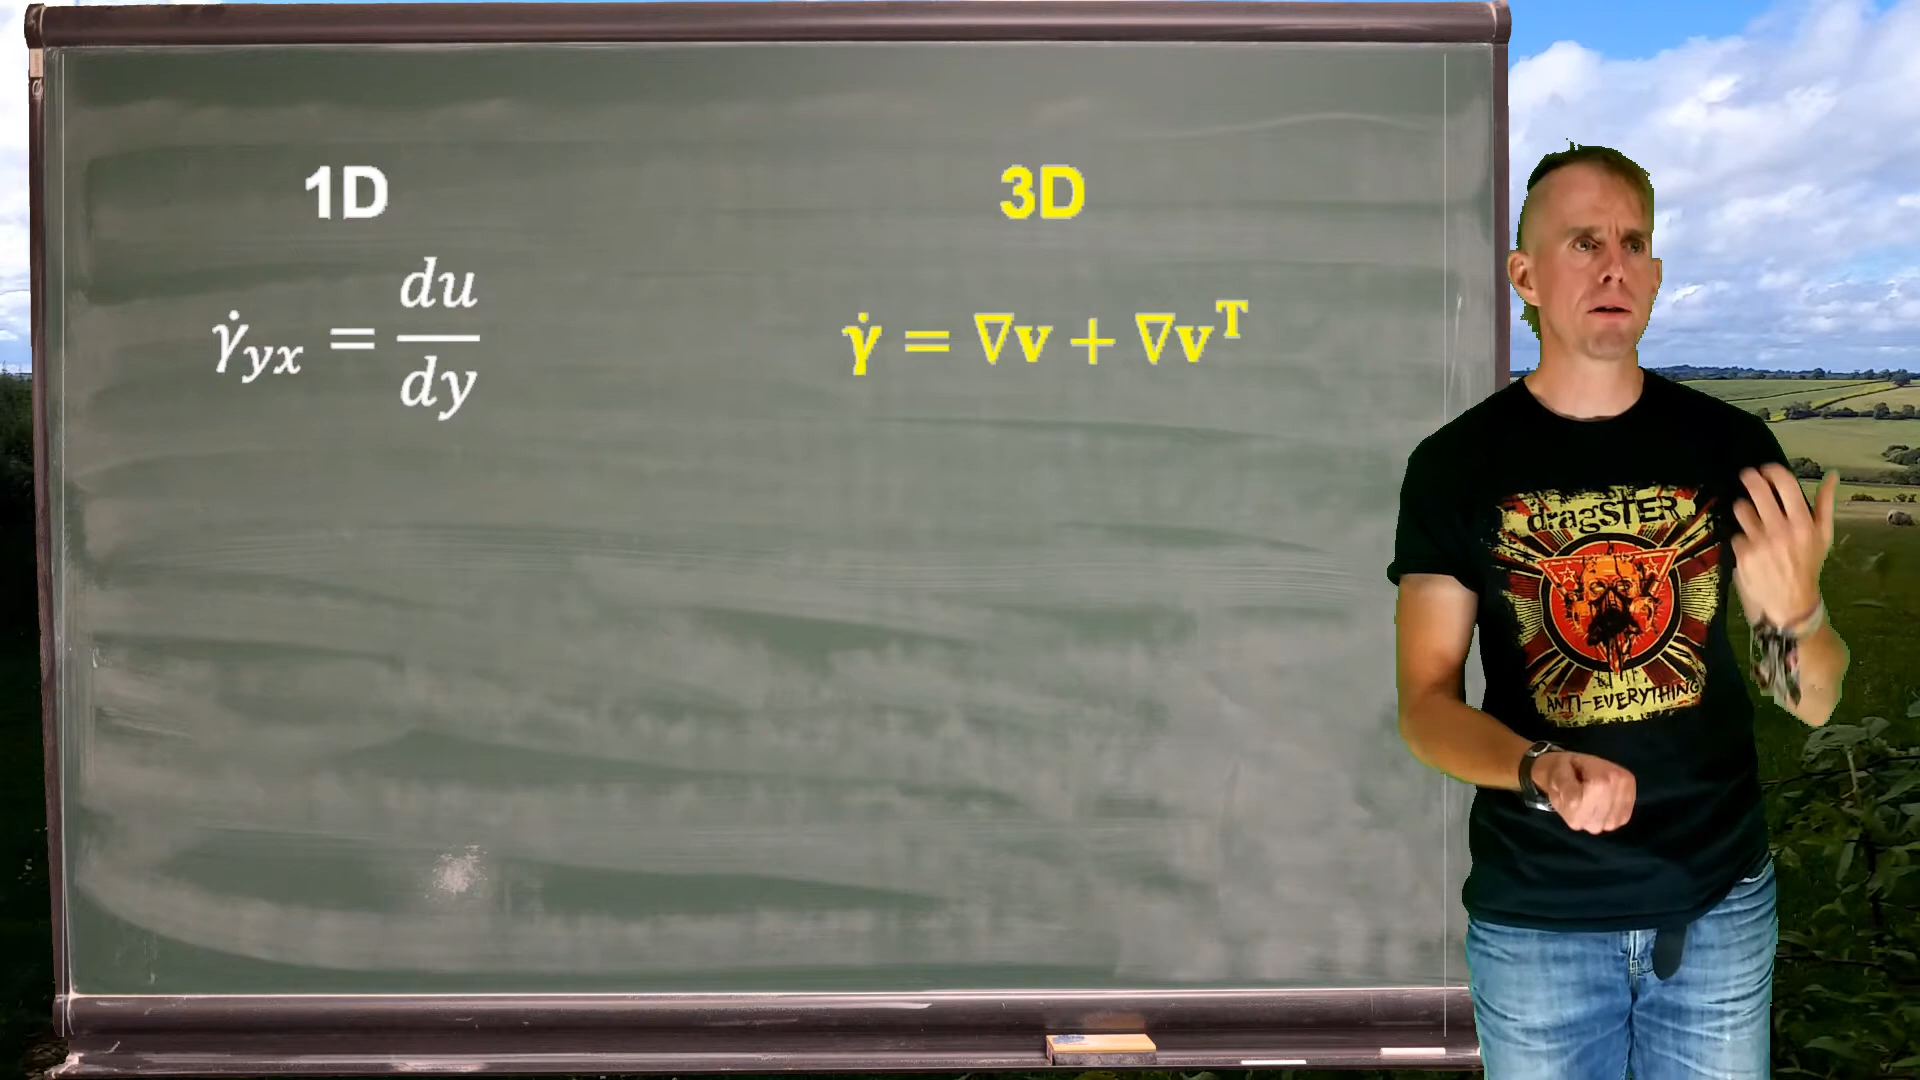 1D
3D
γ̇yx = du/dy
γ̇ = ∇v + ∇vᵀ
dragSTER
ANTI-EVERYTHING